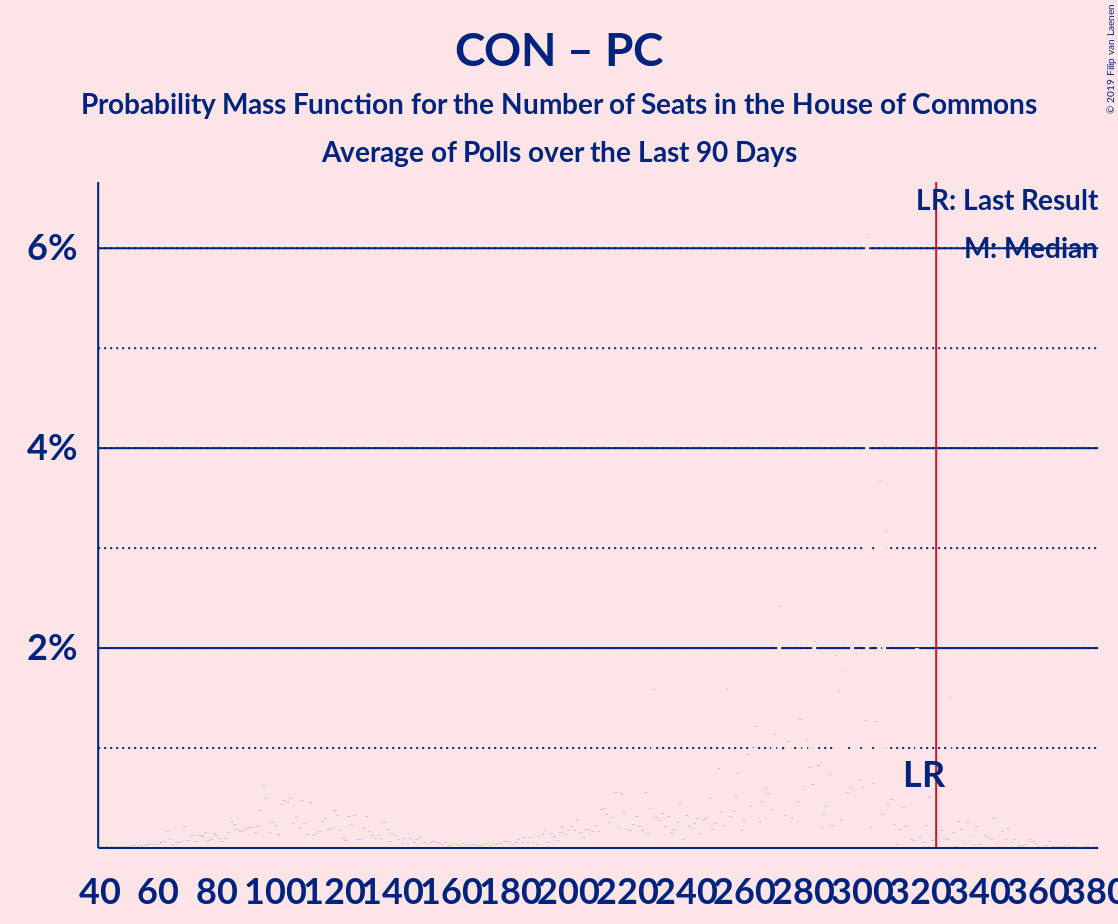 CON – PC
Probability Mass Function for the Number of Seats in the House of Commons
Average of Polls over the Last 90 Days
© 2019 Filip van Laenen
LR: Last Result
M: Median
6%
4%
2%
LR
40 60 80 100 120 140 160 180 200 220 240 260 280 300 320 340 360 380